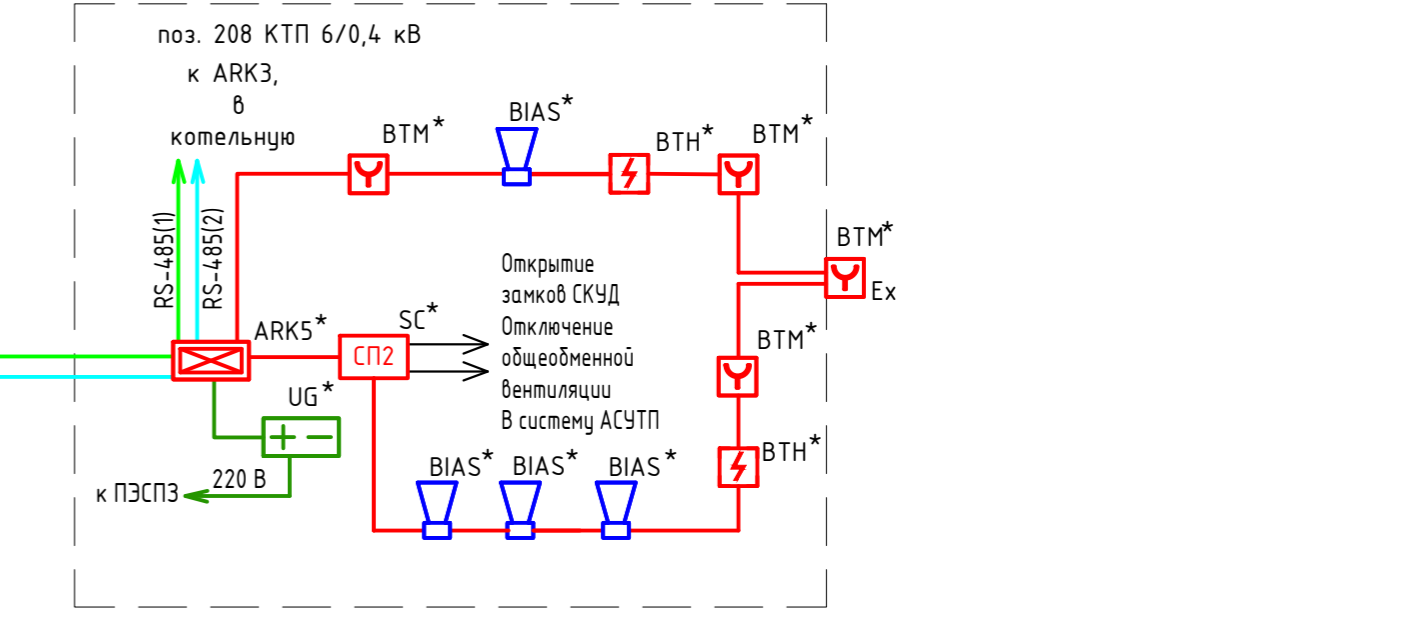 поз. 208 КТП 6/0,4 кВ
к ARK3,
в
котельную
BTM*
BIAS*
BTH*
BTM*
RS-485(1)
RS-485(2)
BTM*
Ex
Открытие
замков СКУД
Отключение
общеобменной
вентиляции
В систему АСУТП
ARK5*
SC*
СП2
BTM*
UG*
BTH*
BIAS*
BIAS*
BIAS*
к ПЭСПЗ
220 В